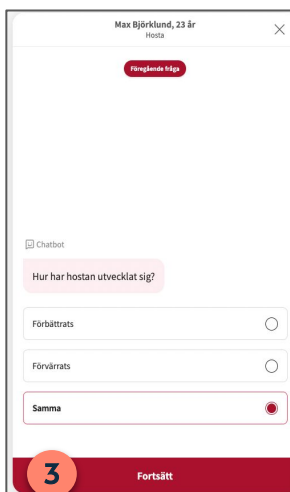 Max Björklund, 23 år
Hosta
Föregående fråga
Chatbot
Hur har hostan utvecklat sig?
Förbättrats
Förvärrats
Samma
3
Fortsätt